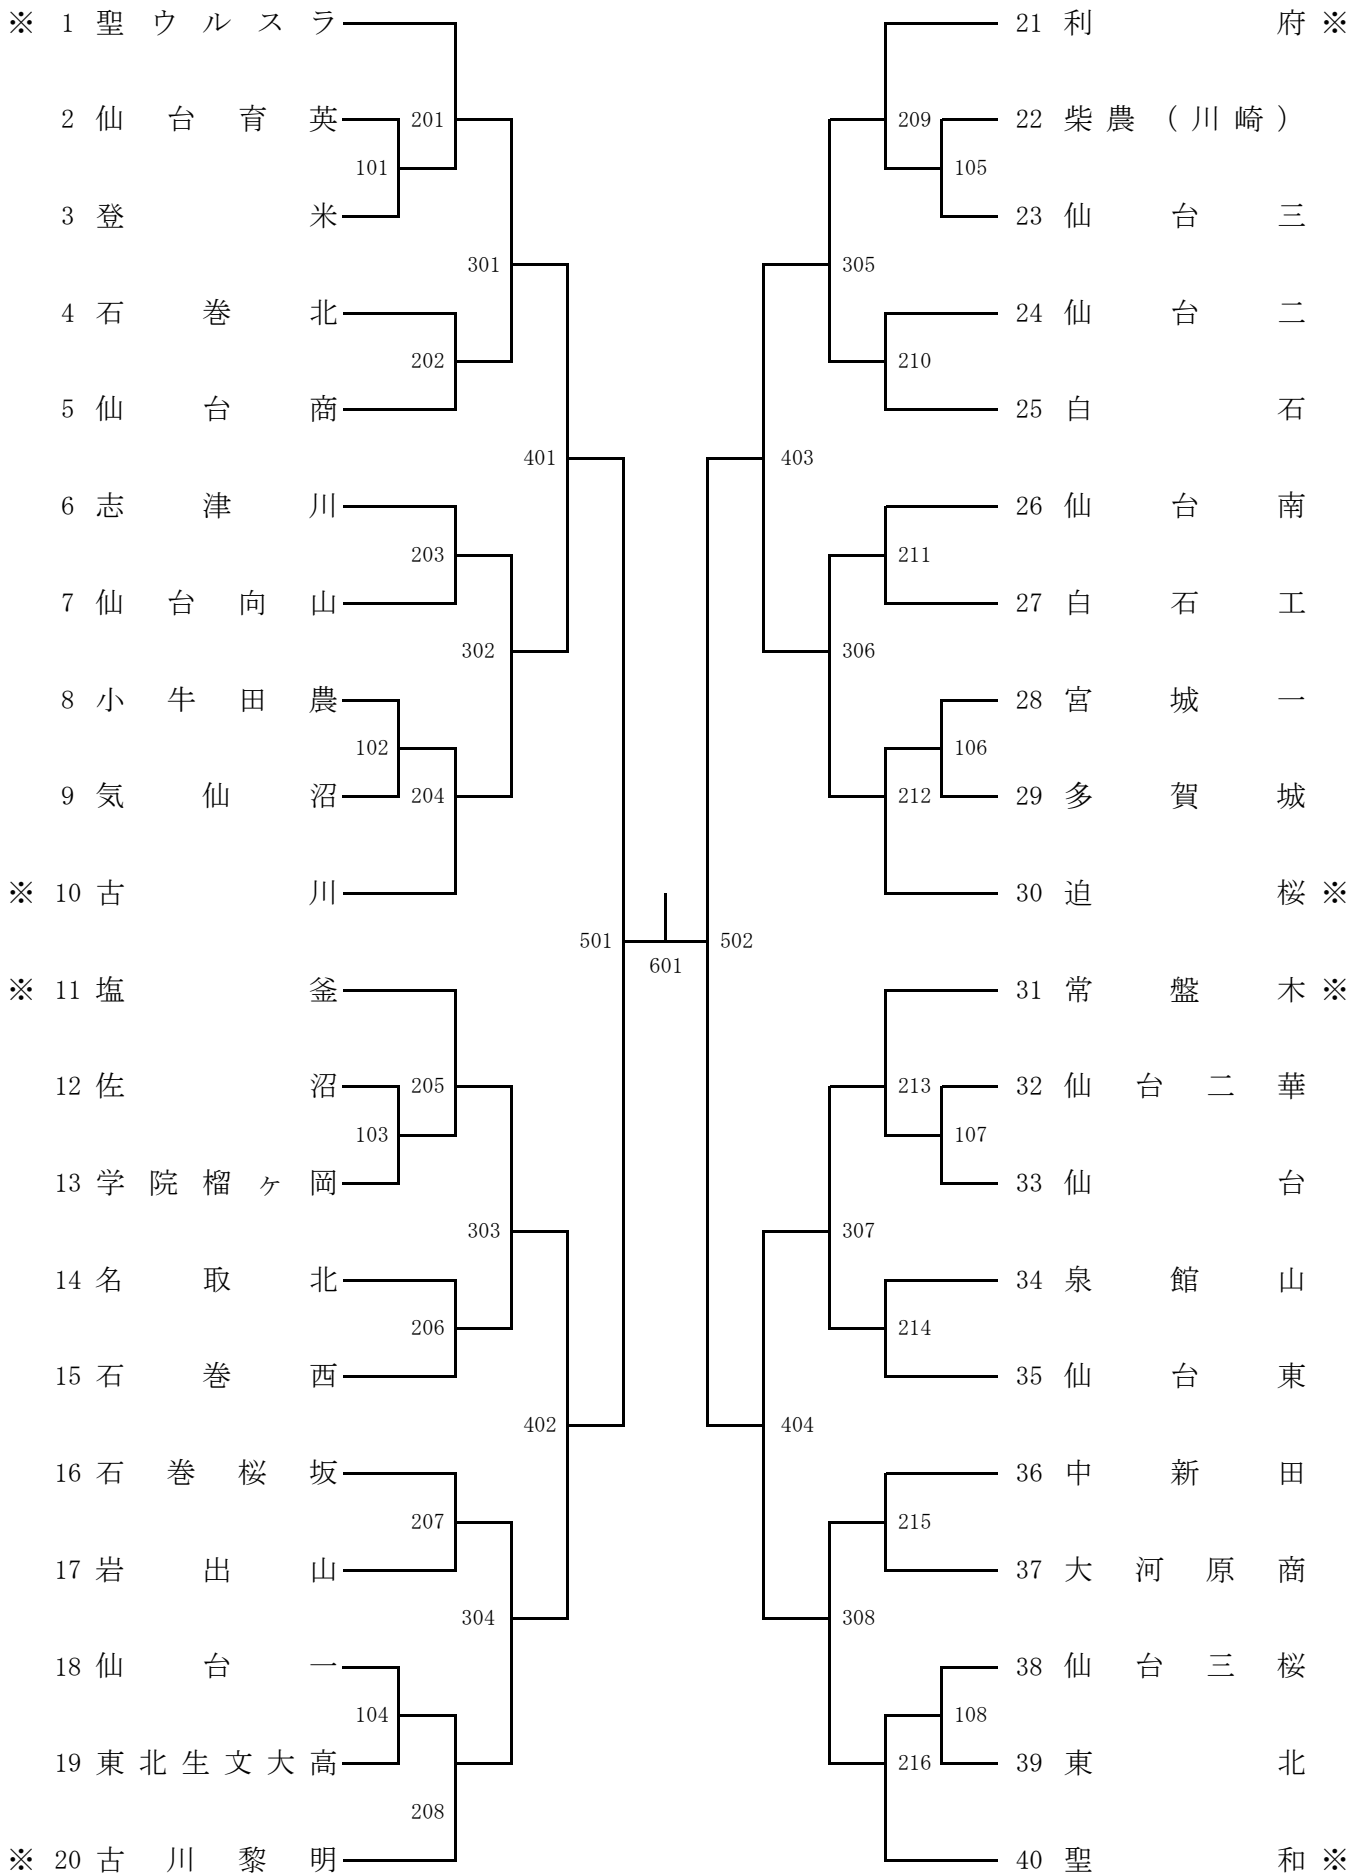 ※ 1 聖ウルスラ
2 仙台育英
201
101
3 登米
301
4 石巻北
202
5 仙台商
401
6 志津川
203
7 仙台向山
302
8 小牛田農
102
9 気仙沼
204
※ 10 古川
501
※ 11 塩釜
12 佐沼
205
103
13 学院榴ヶ岡
303
14 名取北
206
15 石巻西
402
16 石巻桜坂
207
17 岩出山
304
18 仙台一
104
19 東北生文大高
208
※ 20 古川黎明
601
21 利府 ※
209
22 柴農(川崎)
105
23 仙台三
305
24 仙台二
210
25 白石
403
26 仙台南
211
27 白石工
306
28 宮城一
106
212
29 多賀城
30 迫桜 ※
502
31 常盤木 ※
213
32 仙台二華
107
33 仙台
307
34 泉館山
214
35 仙台東
404
36 中新田
215
37 大河原商
308
38 仙台三桜
108
216
39 東北
40 聖和 ※